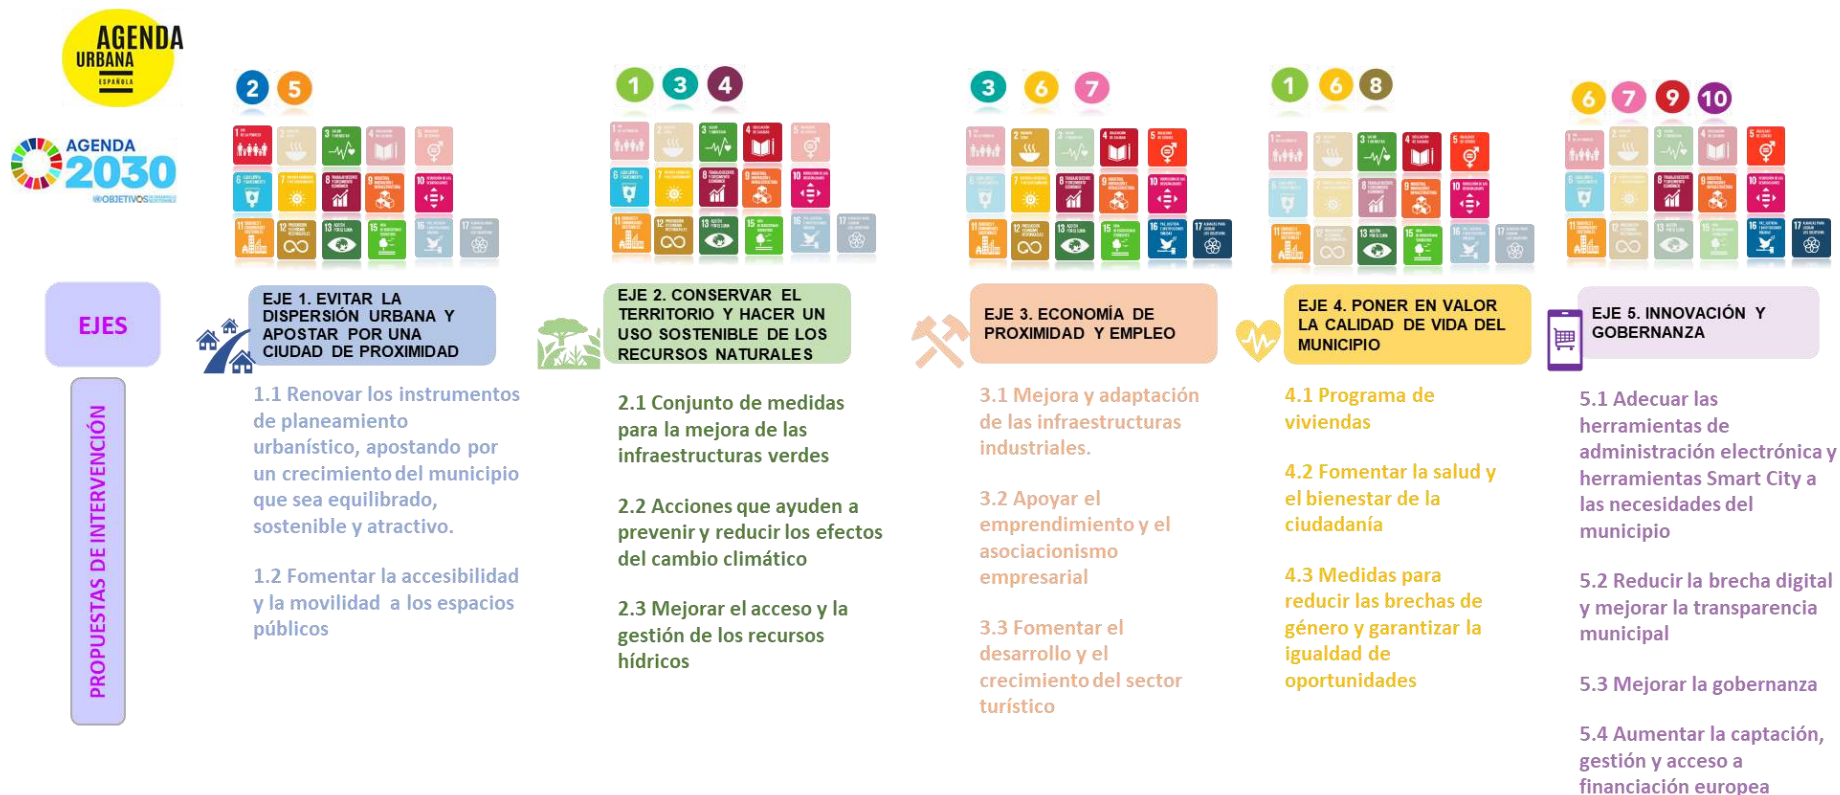 AGENDA
URBANA
ESPAÑOLA
AGENDA
2030
OBJETIVOS
2 5
1 3 4
3 6 7
1 6 8
6 7 9 10
EJES
PROPUESTAS DE INTERVENCIÓN
EJE 1. EVITAR LA
DISPERSIÓN URBANA Y
APOSTAR POR UNA
CIUDAD DE PROXIMIDAD
1.1 Renovar los instrumentos
de planeamiento
urbanístico, apostando por
un crecimiento del municipio
que sea equilibrado,
sostenible y atractivo.
1.2 Fomentar la accesibilidad
y la movilidad a los espacios
públicos
EJE 2. CONSERVAR EL
TERRITORIO Y HACER UN
USO SOSTENIBLE DE LOS
RECURSOS NATURALES
2.1 Conjunto de medidas
para la mejora de las
infraestructuras verdes
2.2 Acciones que ayuden a
prevenir y reducir los efectos
del cambio climático
2.3 Mejorar el acceso y la
gestión de los recursos
hídricos
EJE 3. ECONOMÍA DE
PROXIMIDAD Y EMPLEO
3.1 Mejora y adaptación
de las infraestructuras
industriales.
3.2 Apoyar el
emprendimiento y el
asociacionismo
empresarial
3.3 Fomentar el
desarrollo y el
crecimiento del sector
turístico
EJE 4. PONER EN VALOR
LA CALIDAD DE VIDA DEL
MUNICIPIO
4.1 Programa de
viviendas
4.2 Fomentar la salud y
el bienestar de la
ciudadanía
4.3 Medidas para
reducir las brechas de
género y garantizar la
igualdad de
oportunidades
EJE 5. INNOVACIÓN Y
GOBERNANZA
5.1 Adecuar las
herramientas de
administración electrónica y
herramientas Smart City a
las necesidades del
municipio
5.2 Reducir la brecha digital
y mejorar la transparencia
municipal
5.3 Mejorar la gobernanza
5.4 Aumentar la captación,
gestión y acceso a
financiación europea